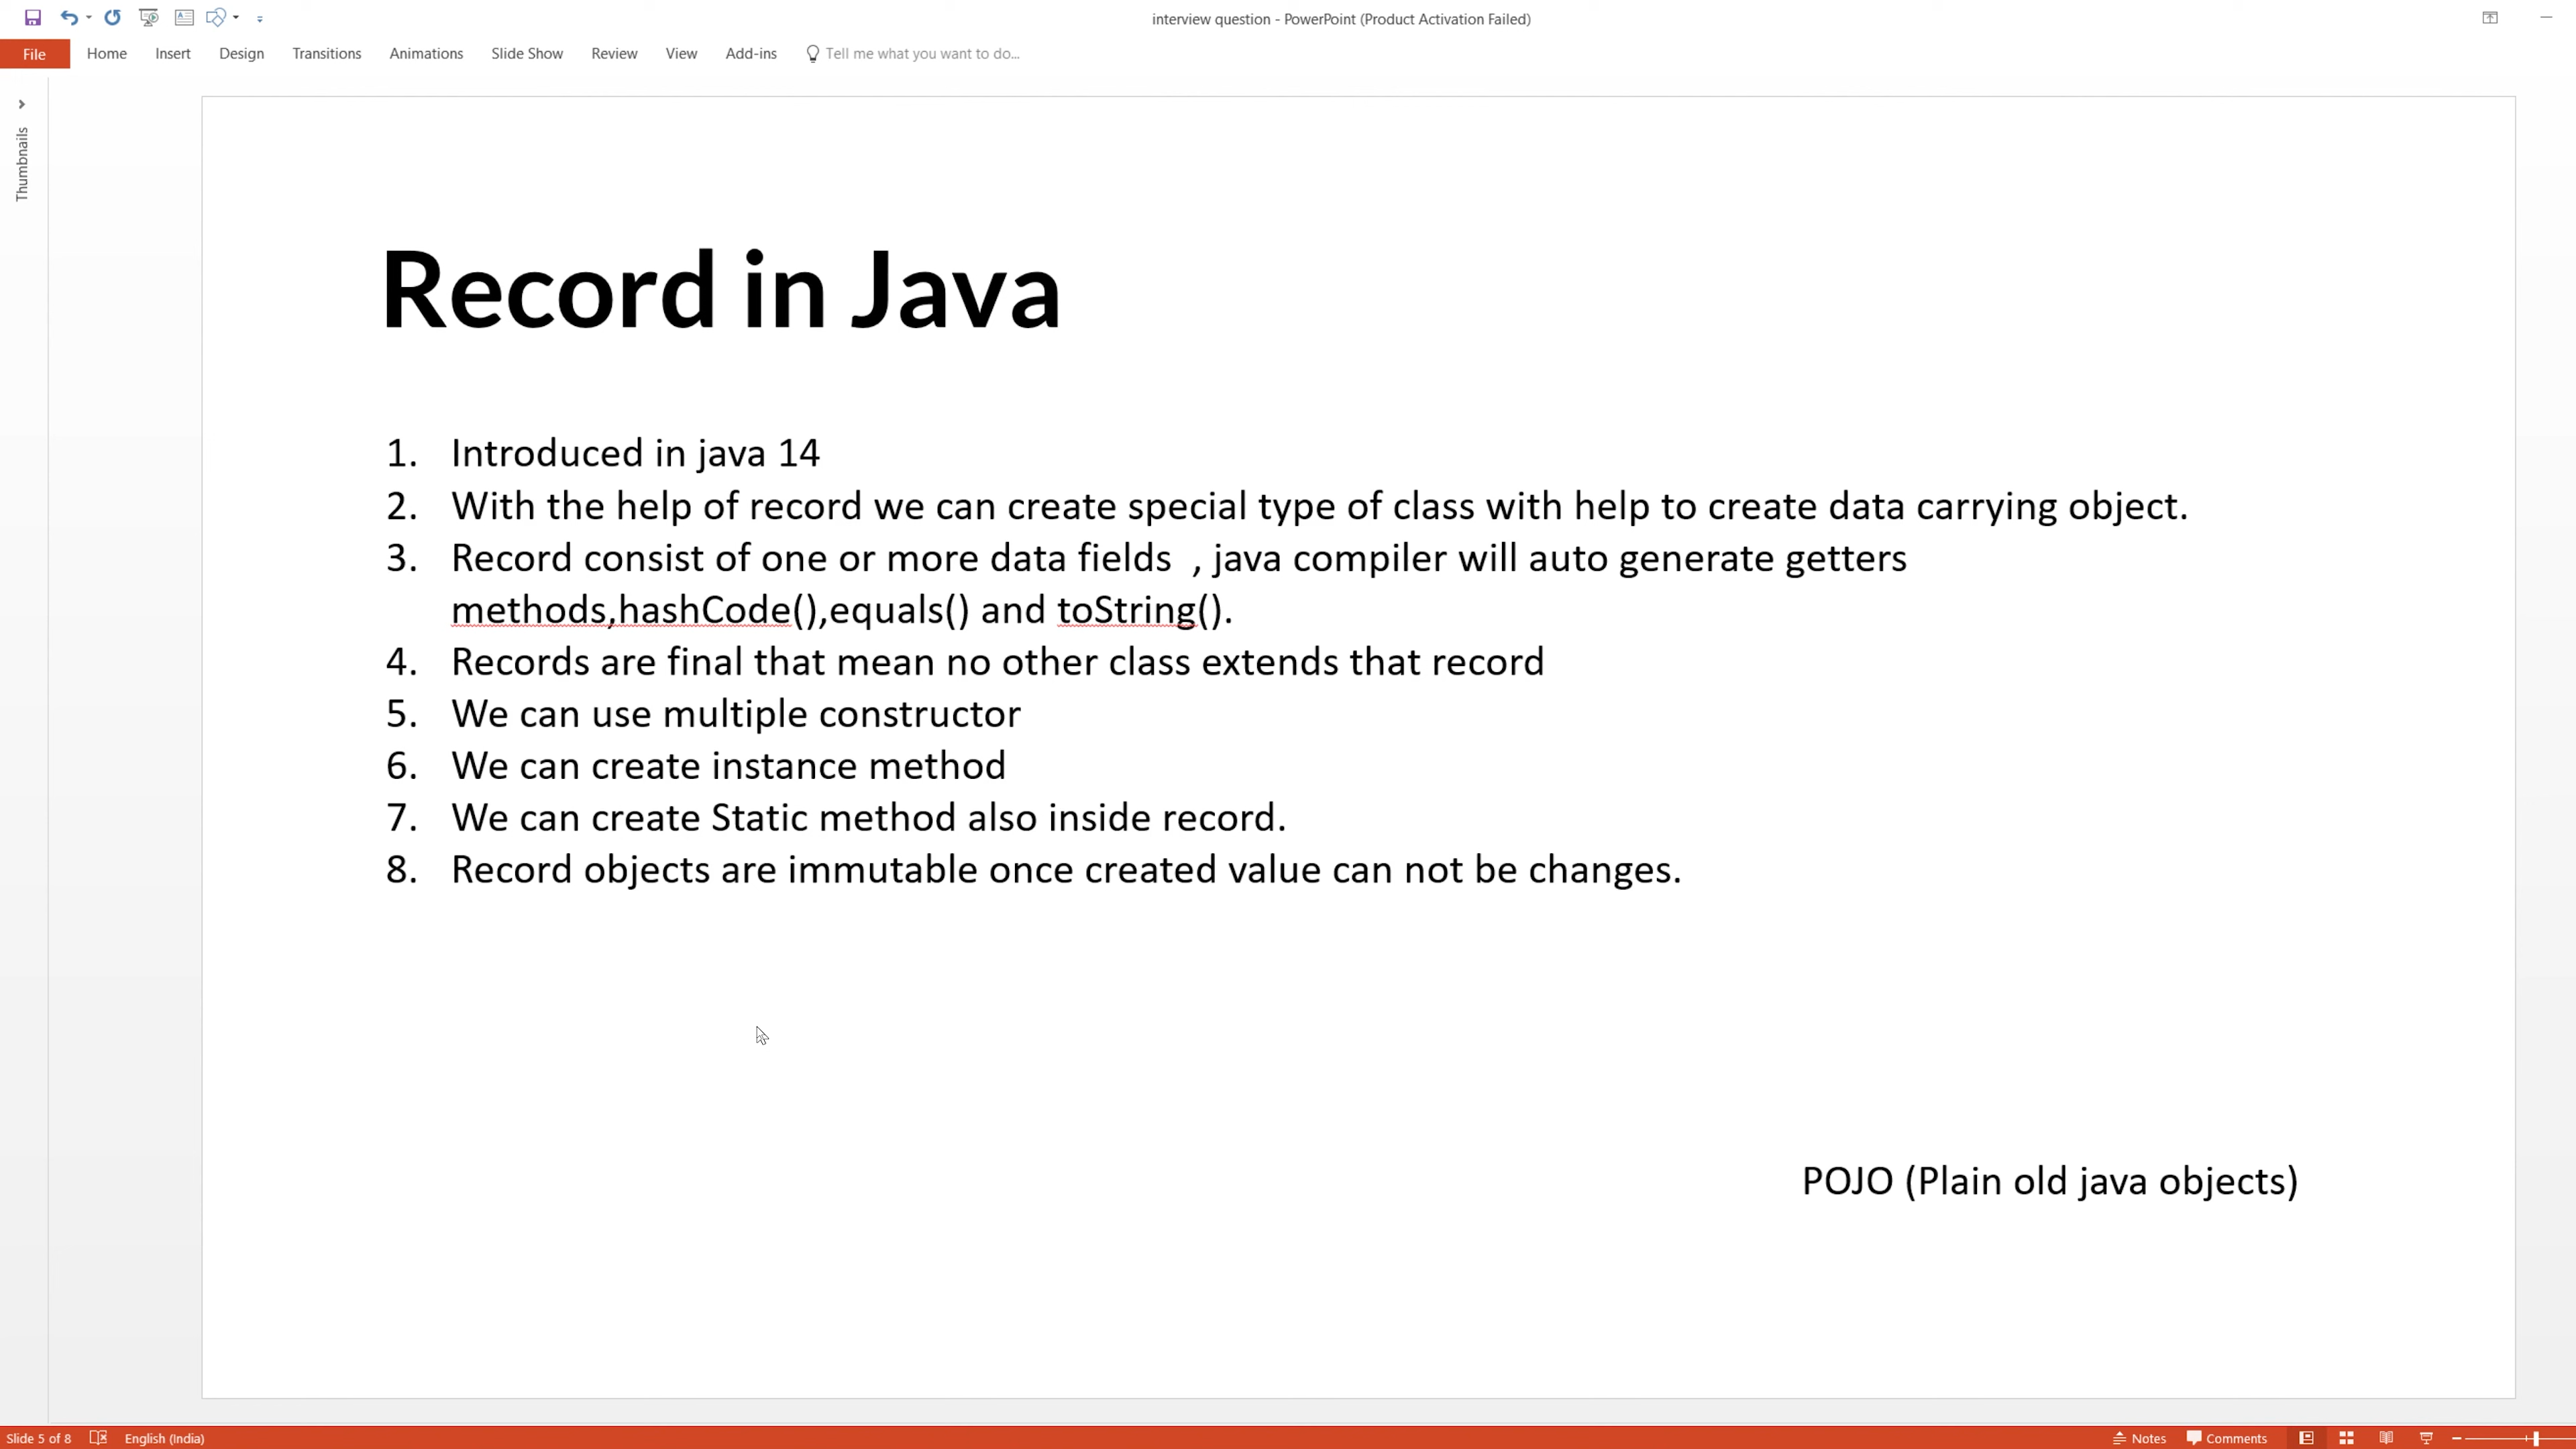 interview question - PowerPoint (Product Activation Failed)
File Home Insert Design Transitions Animations Slide Show Review View Add-ins Tell me what you want to do...
Thumbnails
Record in Java
1. Introduced in java 14
2. With the help of record we can create special type of class with help to create data carrying object.
3. Record consist of one or more data fields , java compiler will auto generate getters
methods,hashCode(),equals() and toString().
4. Records are final that mean no other class extends that record
5. We can use multiple constructor
6. We can create instance method
7. We can create Static method also inside record.
8. Record objects are immutable once created value can not be changes.
POJO (Plain old java objects)
Slide 5 of 8 English (India) Notes Comments